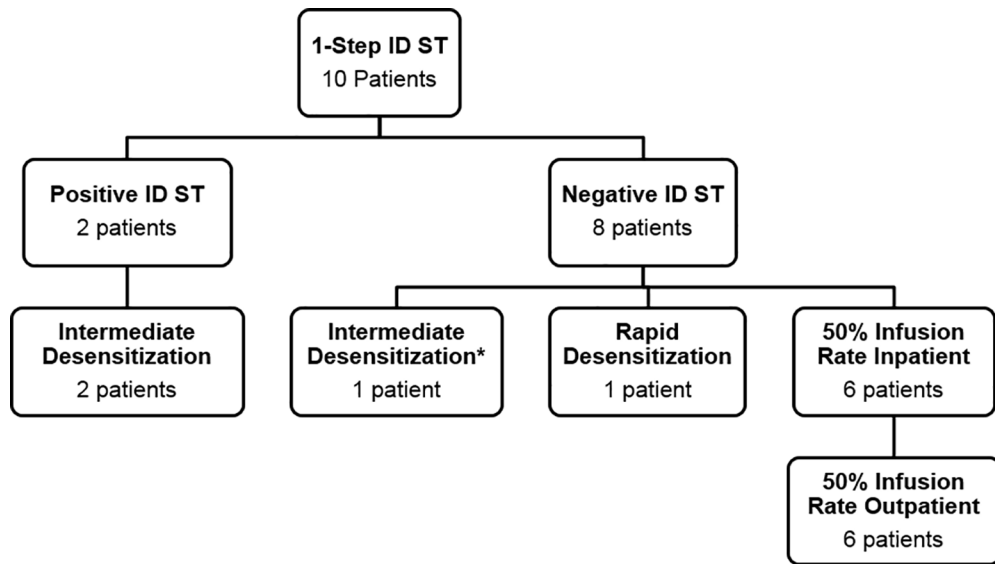 1-Step ID ST
10 Patients
Positive ID ST
2 patients
Negative ID ST
8 patients
Intermediate
Desensitization
2 patients
Intermediate
Desensitization*
1 patient
Rapid
Desensitization
1 patient
50% Infusion
Rate Inpatient
6 patients
50% Infusion
Rate Outpatient
6 patients